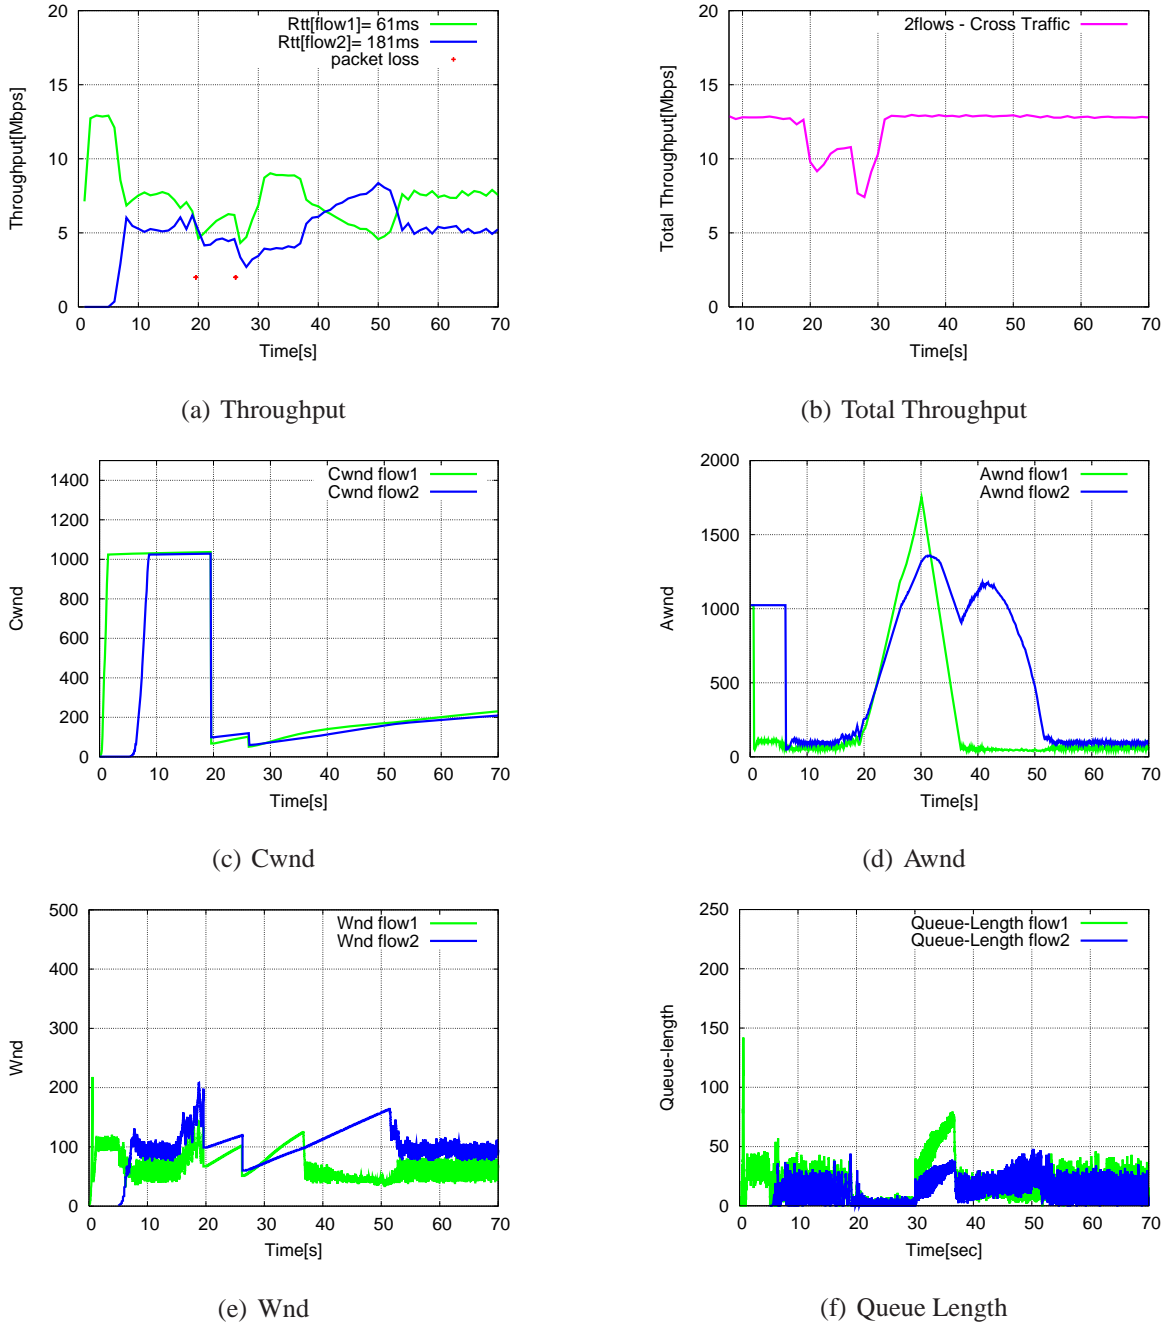 20
15
10
5
0
Throughput[Mbps]
Rtt[flow1]= 61ms
Rtt[flow2]= 181ms
packet loss
0 10 20 30 40 50 60 70
Time[s]
(a) Throughput
20
15
10
5
0
Total Throughput[Mbps]
2flows - Cross Traffic
10 20 30 40 50 60 70
Time[s]
(b) Total Throughput
1400
1200
1000
800
600
400
200
0
Cwnd
Cwnd flow1
Cwnd flow2
0 10 20 30 40 50 60 70
Time[s]
(c) Cwnd
2000
1500
1000
500
0
Awnd
Awnd flow1
Awnd flow2
0 10 20 30 40 50 60 70
Time[s]
(d) Awnd
500
400
300
200
100
0
Wnd
Wnd flow1
Wnd flow2
0 10 20 30 40 50 60 70
Time[s]
(e) Wnd
250
200
150
100
50
0
Queue-length
Queue-Length flow1
Queue-Length flow2
0 10 20 30 40 50 60 70
Time[sec]
(f) Queue Length